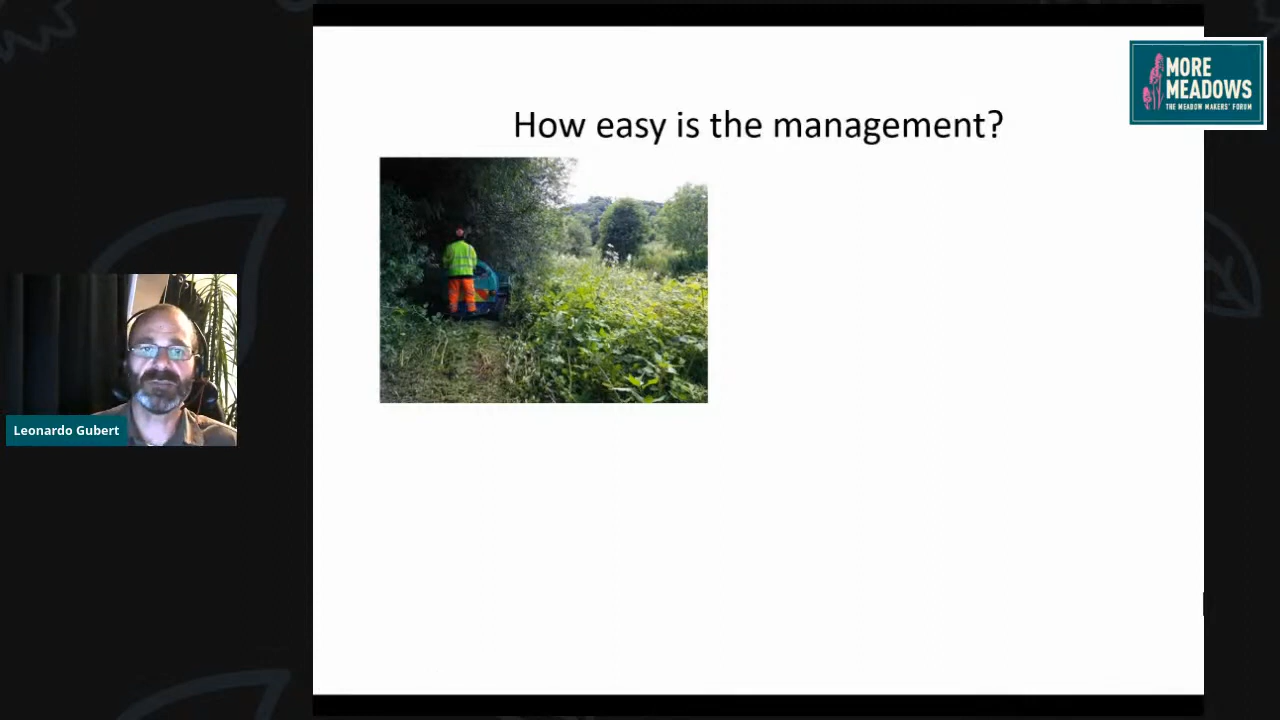 How easy is the management?
MORE
MEADOWS
THE MEADOW MAKERS' FORUM
Leonardo Gubert